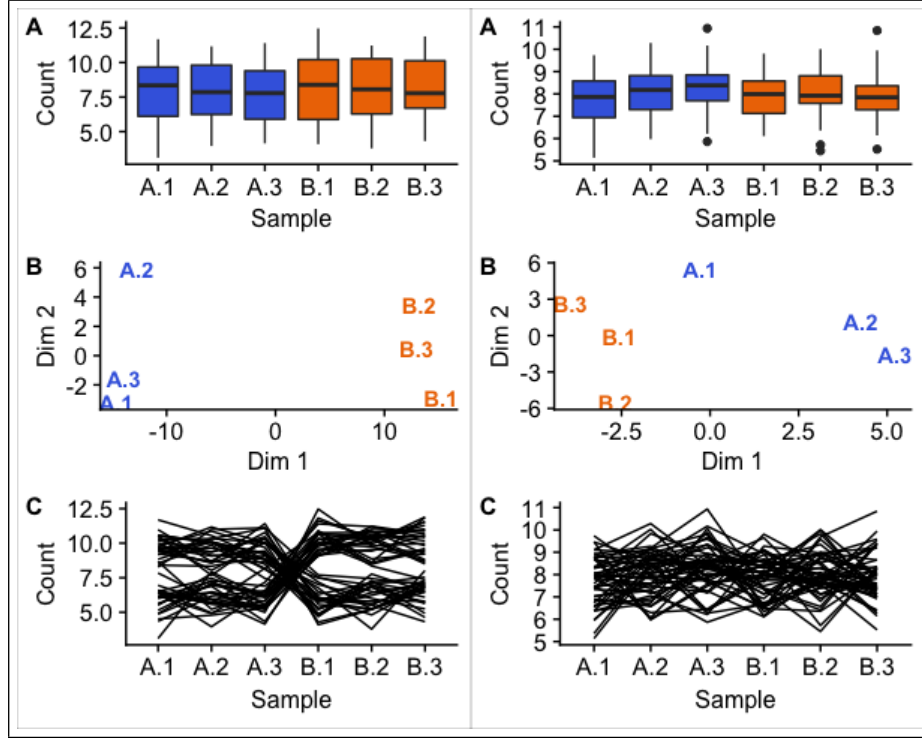 A
12.5
10.0
7.5
5.0
Count
A.1 A.2 A.3 B.1 B.2 B.3
Sample
B
6
4
2
0
-2
Dim 2
A.2
B.2
B.3
A.3
A.1
B.1
-10 0 10
Dim 1
C
12.5
10.0
7.5
5.0
Count
A.1 A.2 A.3 B.1 B.2 B.3
Sample
A
11
10
9
8
7
6
5
Count
A.1 A.2 A.3 B.1 B.2 B.3
Sample
B
6
3
0
-3
-6
Dim 2
A.1
B.3
A.2
B.1
A.3
B.2
-2.5 0.0 2.5 5.0
Dim 1
C
11
10
9
8
7
6
5
Count
A.1 A.2 A.3 B.1 B.2 B.3
Sample